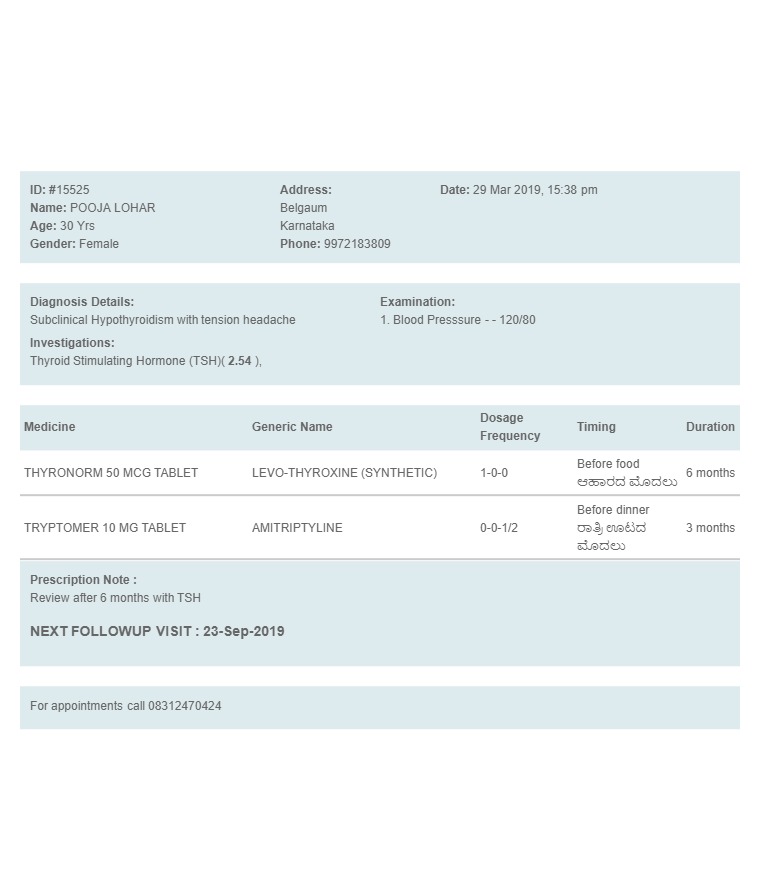 ID: #15525
Name: POOJA LOHAR
Age: 30 Yrs
Gender: Female
Address:
Belgaum
Karnataka
Phone: 9972183809
Date: 29 Mar 2019, 15:38 pm
Diagnosis Details:
Subclinical Hypothyroidism with tension headache
Investigations:
Thyroid Stimulating Hormone (TSH)( 2.54 ),
Examination:
1. Blood Presssure - - 120/80
Medicine Generic Name Dosage Frequency Timing Duration
THYRONORM 50 MCG TABLET LEVO-THYROXINE (SYNTHETIC) 1-0-0 Before food 6 months
ಆಹಾರದ ಮೊದಲು
TRYPTOMER 10 MG TABLET AMITRIPTYLINE 0-0-1/2 Before dinner 3 months
ರಾತ್ರಿ ಊಟದ
ಮೊದಲು
Prescription Note :
Review after 6 months with TSH
NEXT FOLLOWUP VISIT : 23-Sep-2019
For appointments call 08312470424